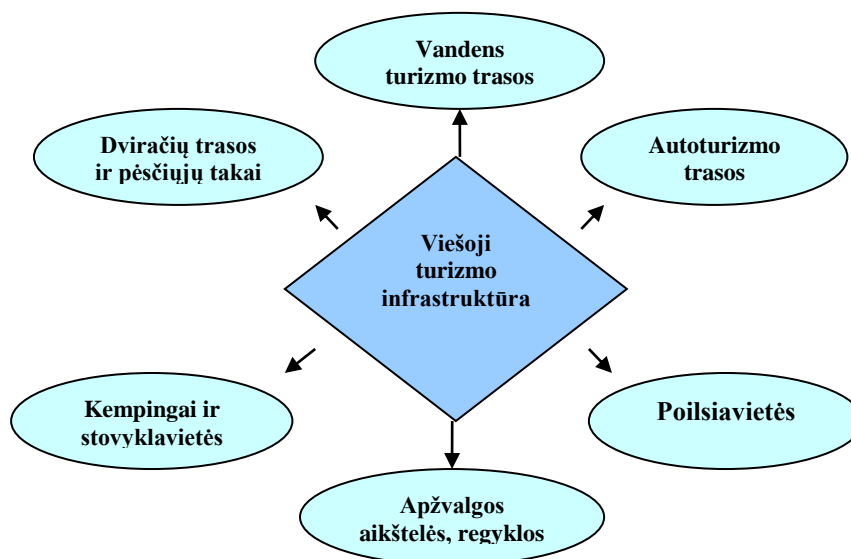 Vandens
turizmo trasos
Dviračių trasos
ir pėsčiųjų takai
Autoturizmo
trasos
Viešoji
turizmo
infrastruktūra
Kempingai ir
stovyklavietės
Poilsiavietės
Apžvalgos
aikštelės, regyklos